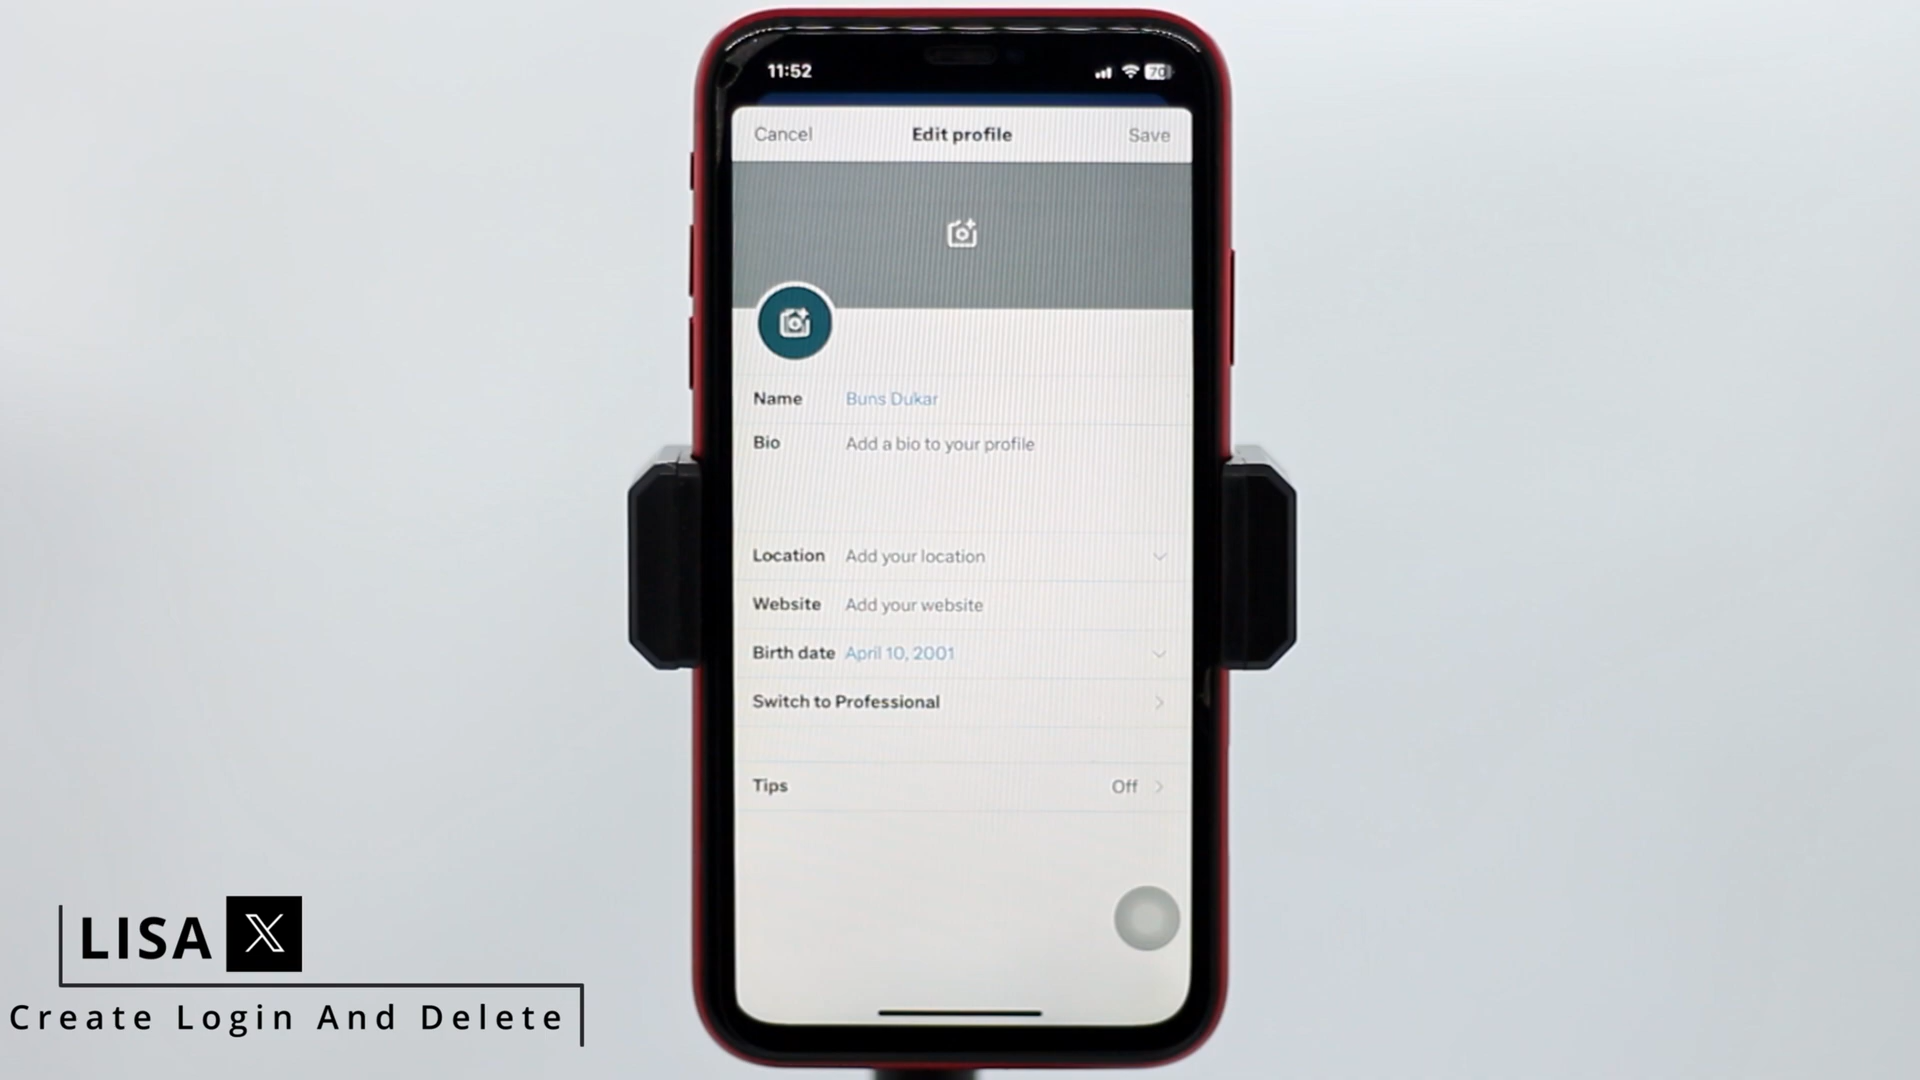 11:52
70
Cancel Edit profile Save
Name Buns Dukar
Bio Add a bio to your profile
Location Add your location
Website Add your website
Birth date April 10, 2001
Switch to Professional
Tips Off
LISA X
Create Login And Delete